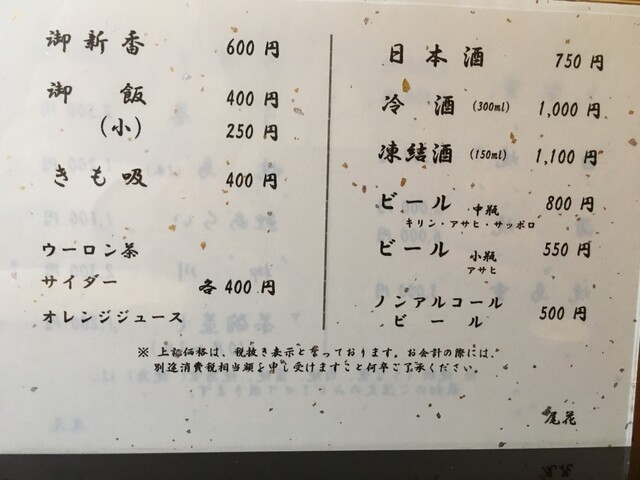 御新香 600円
御飯 400円
(小) 250円
きも吸 400円
ウーロン茶
サイダー 各400円
オレンジジュース
日本酒 750円
冷酒 (300ml) 1,000円
凍結酒 (150ml) 1,100円
ビール 中瓶 800円
キリン・アサヒ・サッポロ
ビール 小瓶 550円
アサヒ
ノンアルコール
ビール 500円
※ 上記価格は、税抜き表示となっております。お会計の際には、
別途消費税相当額を申し受けますこと何卒ご了承ください。
尾花